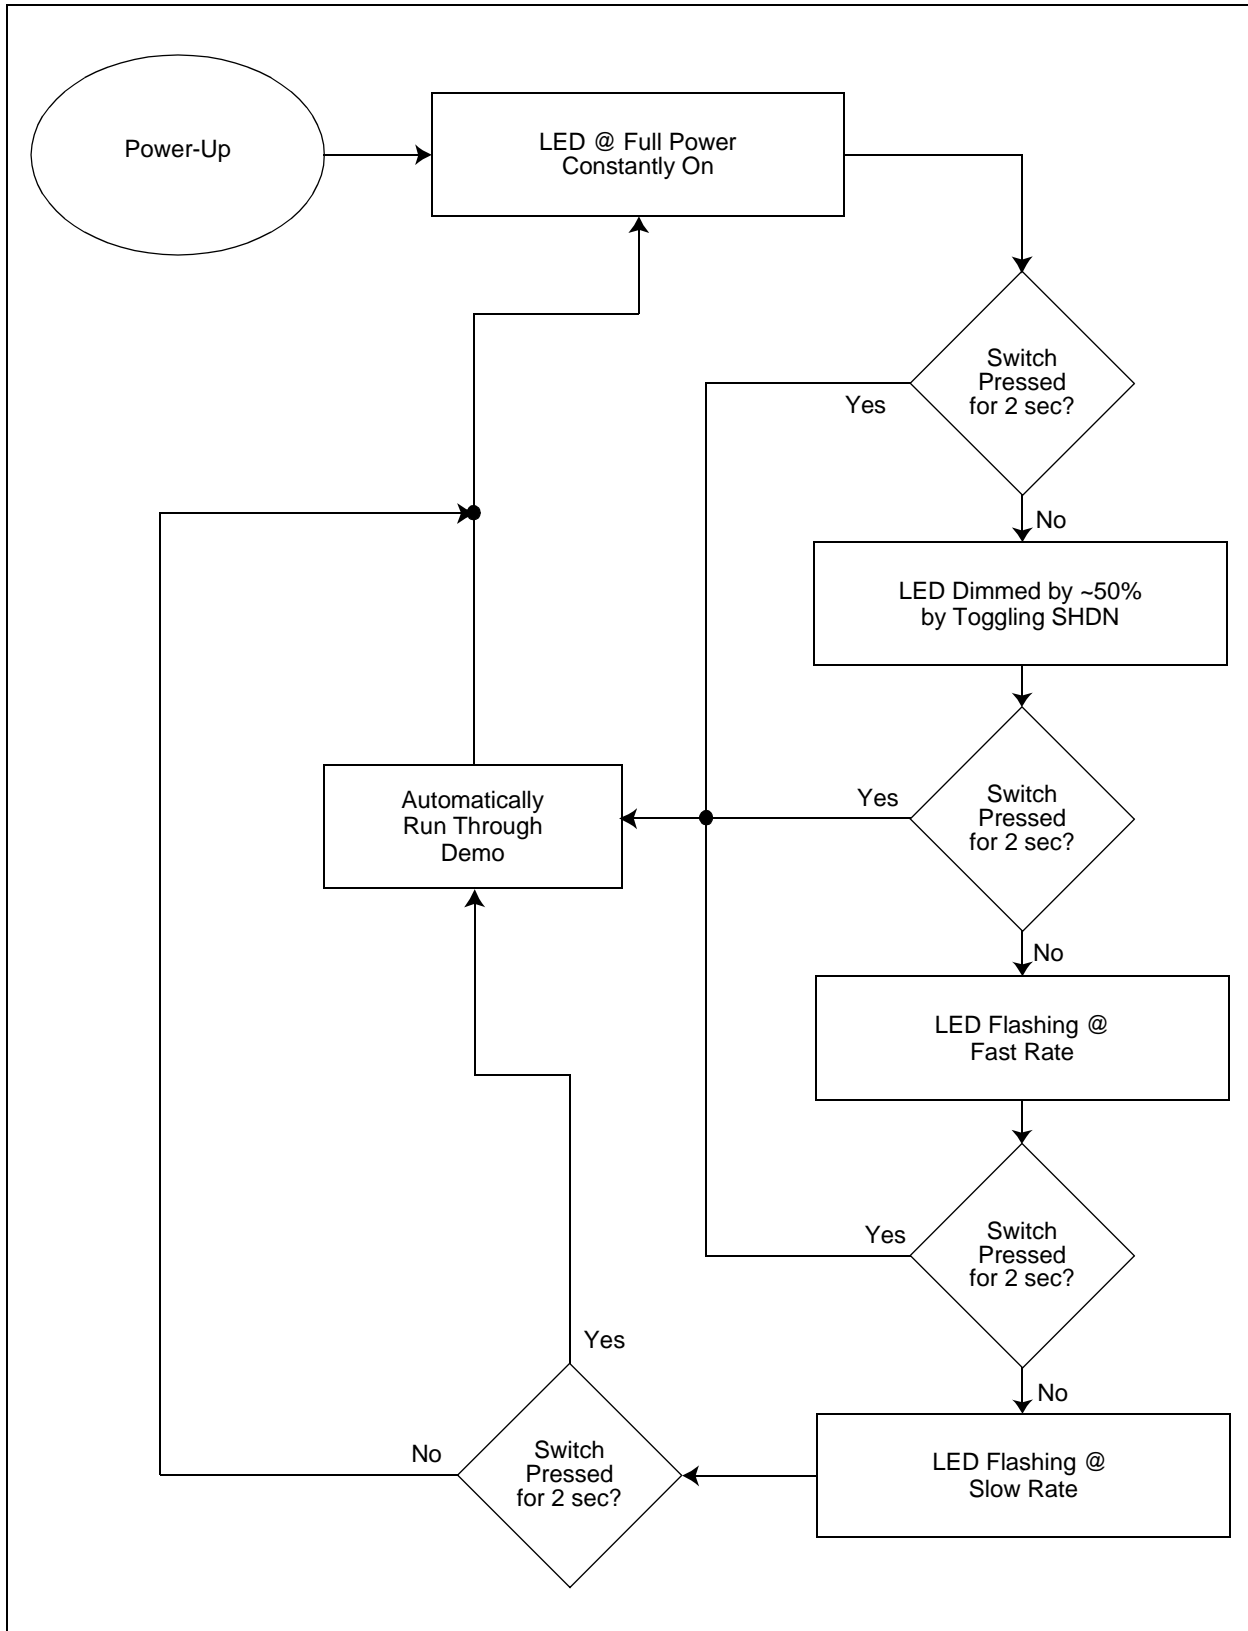 Power-Up
LED @ Full Power
Constantly On
Switch
Pressed
for 2 sec?
Yes
No
LED Dimmed by ~50%
by Toggling SHDN
Switch
Pressed
for 2 sec?
Yes
Automatically
Run Through
Demo
No
LED Flashing @
Fast Rate
Switch
Pressed
for 2 sec?
Yes
No
LED Flashing @
Slow Rate
Yes
No
Switch
Pressed
for 2 sec?